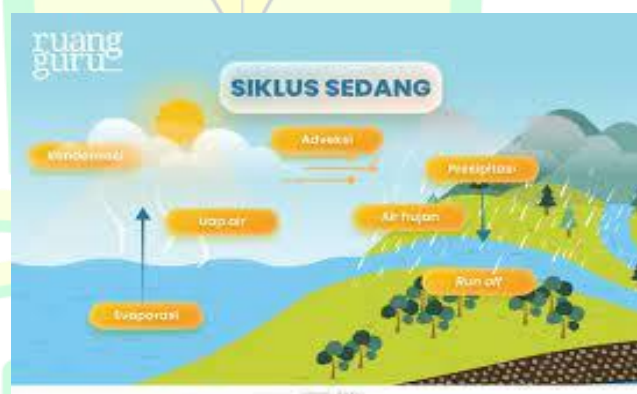 ruang
guru
SIKLUS SEDANG
Adveksi
Kondensasi
Presipitasi
Uap air
Air hujan
Run off
Evaporasi